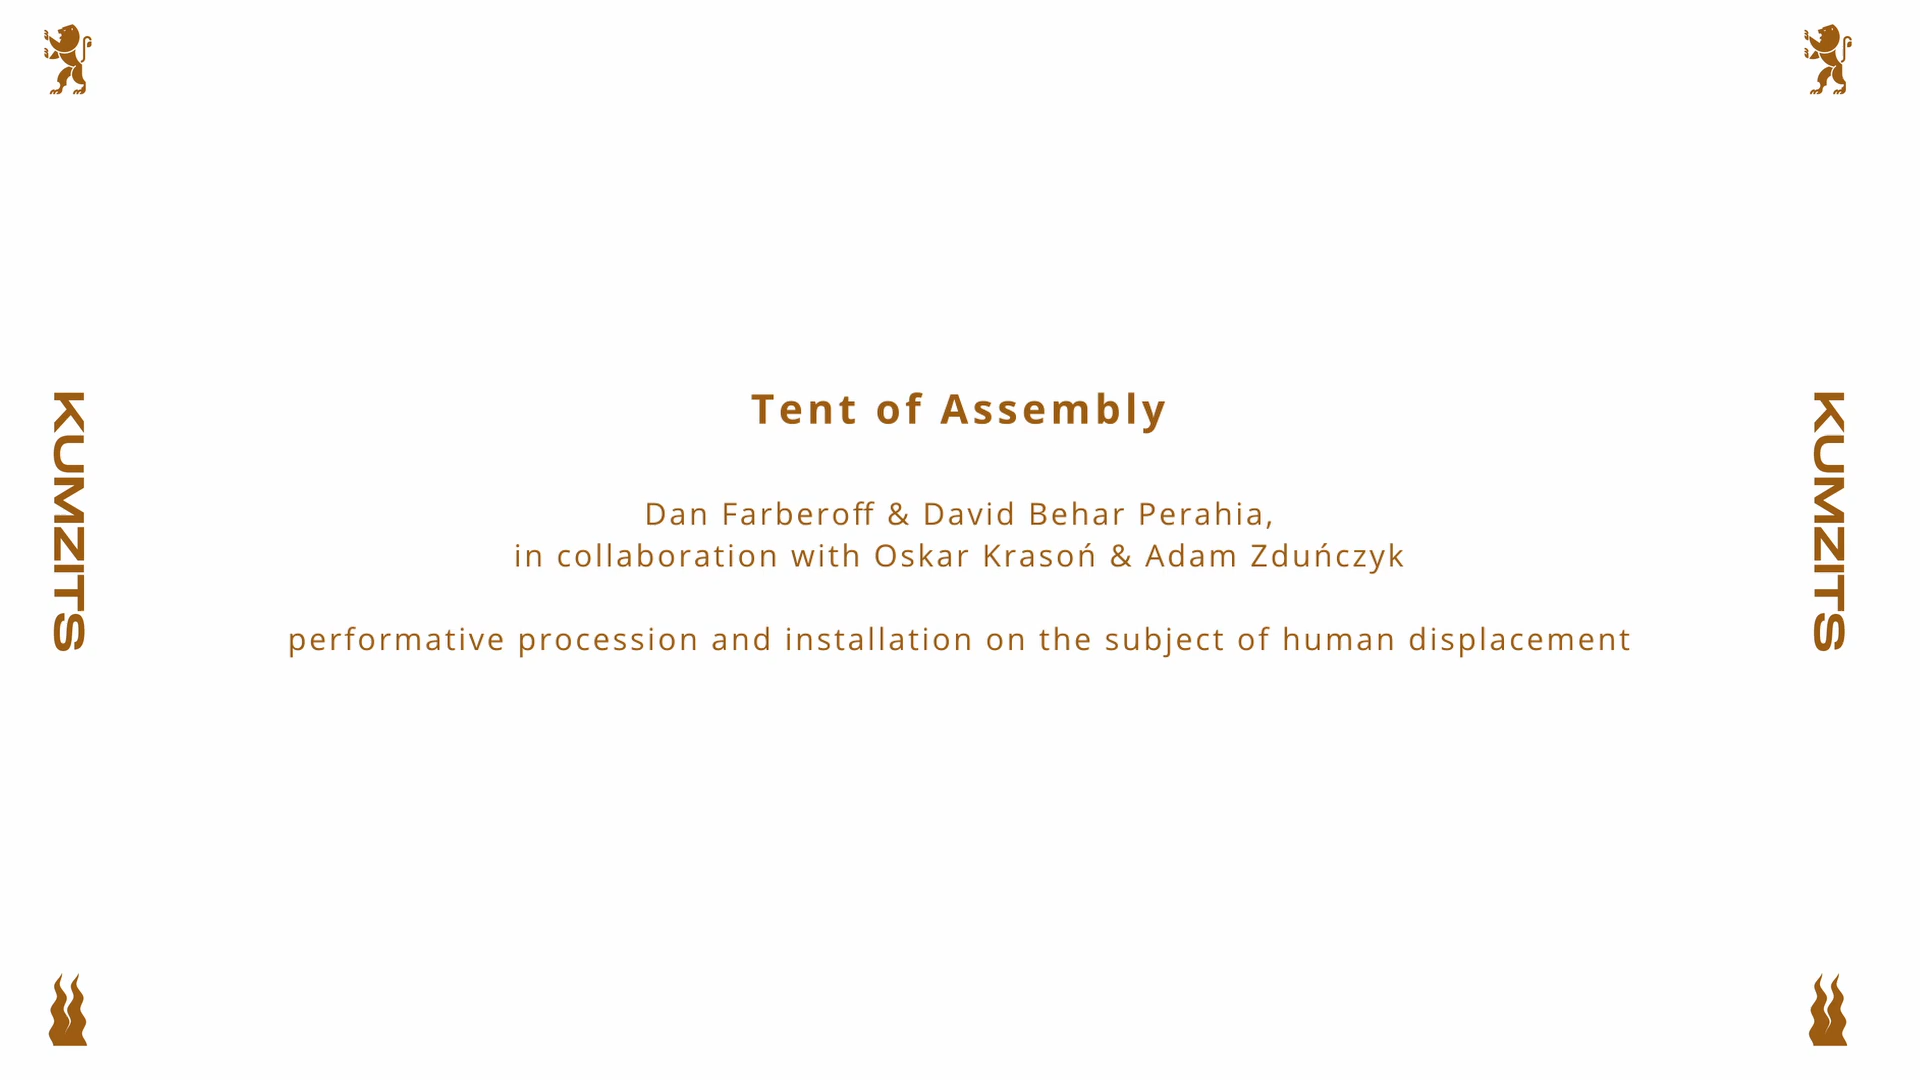 KUMZITS
Tent of Assembly
Dan Farberoff & David Behar Perahia,
in collaboration with Oskar Krasoń & Adam Zduńczyk
performative procession and installation on the subject of human displacement
KUMZITS